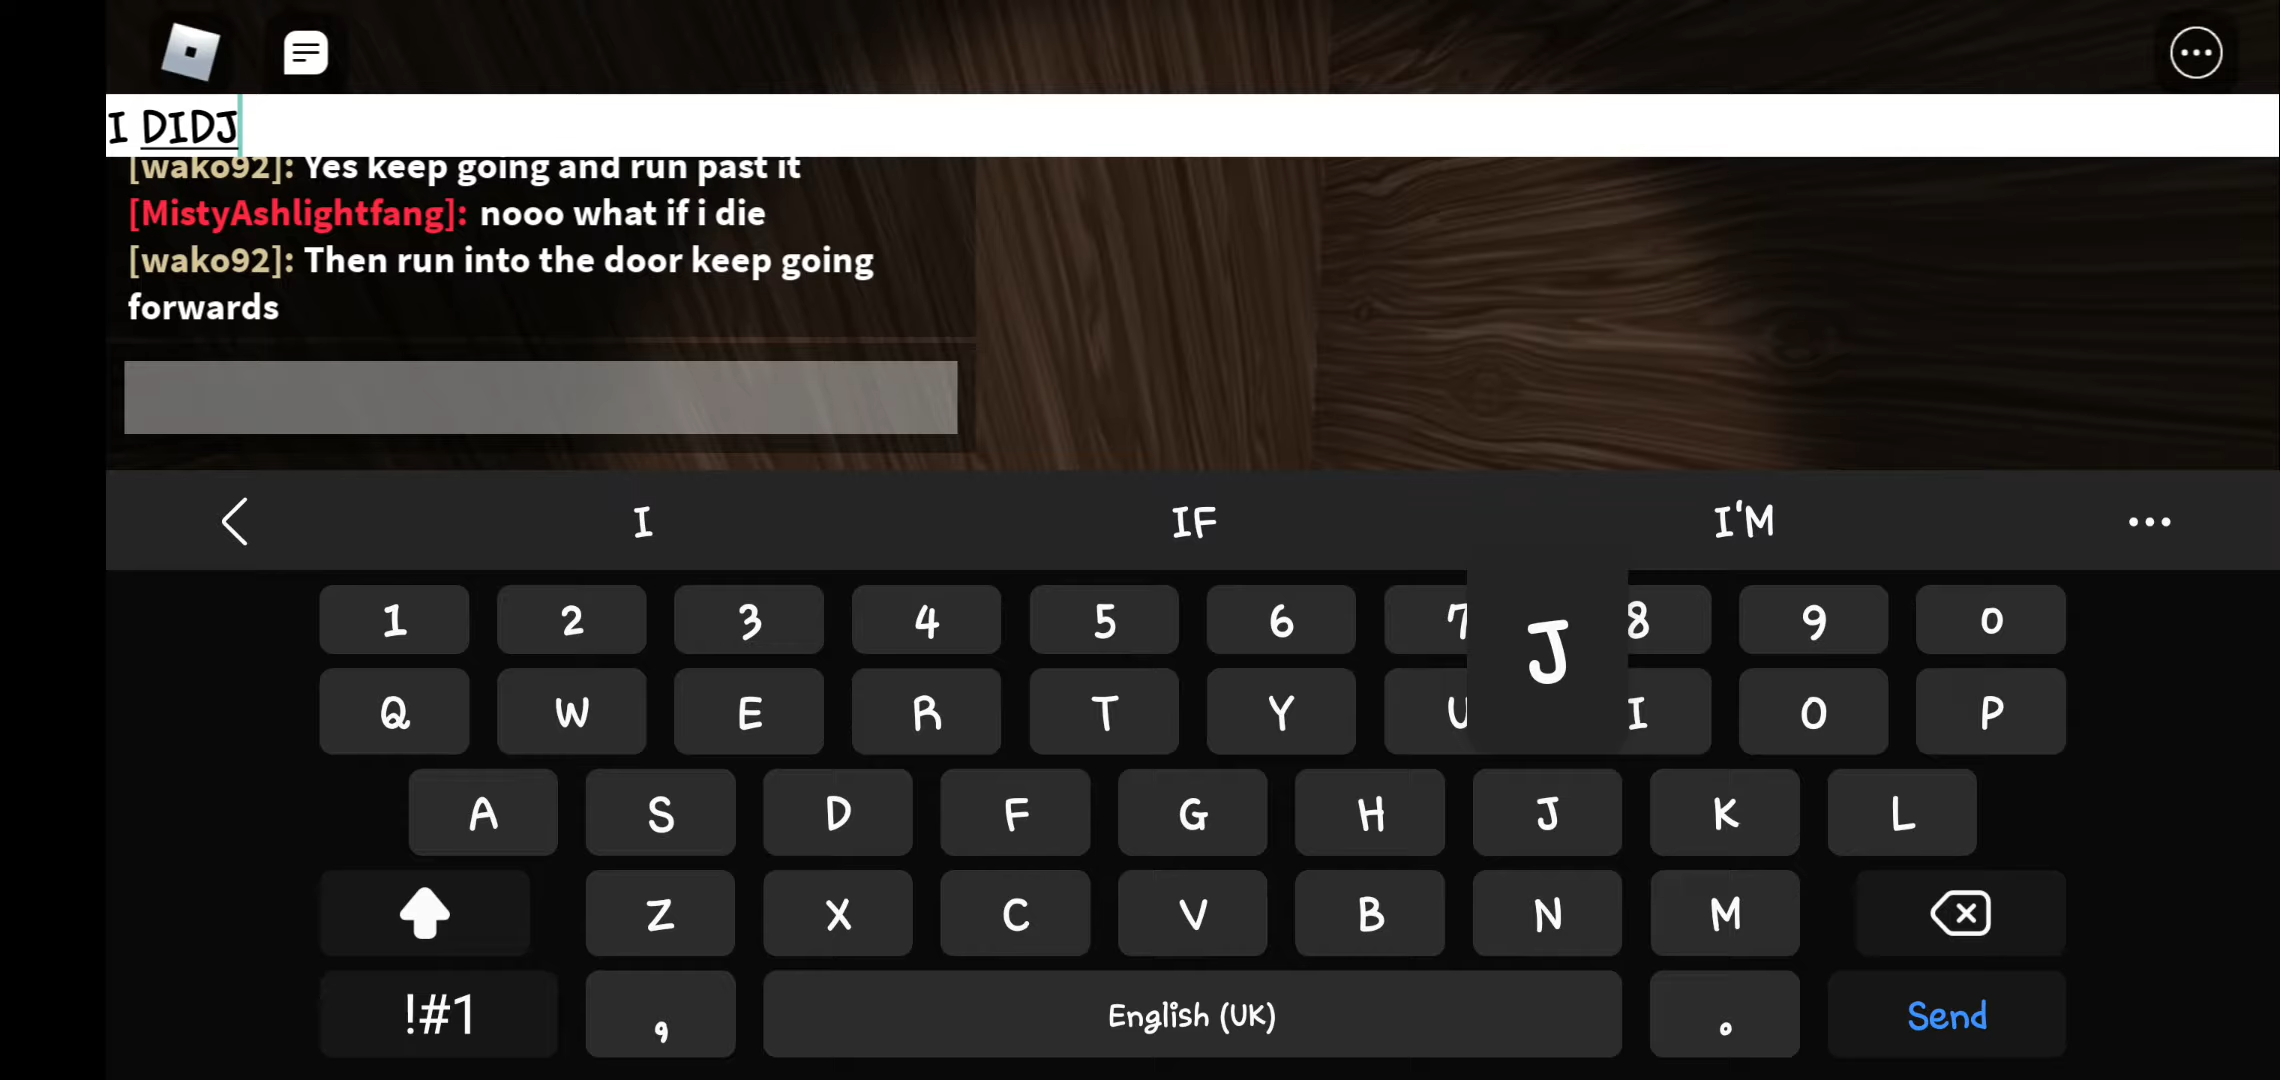 I DIDJ
[wako92]: Yes keep going and run past it
[MistyAshlightfang]: nooo what if i die
[wako92]: Then run into the door keep going
forwards
I IF I'M
1 2 3 4 5 6 7 8 9 0
J
Q W E R T Y U I O P
A S D F G H J K L
Z X C V B N M
!#1 , English (UK) . Send